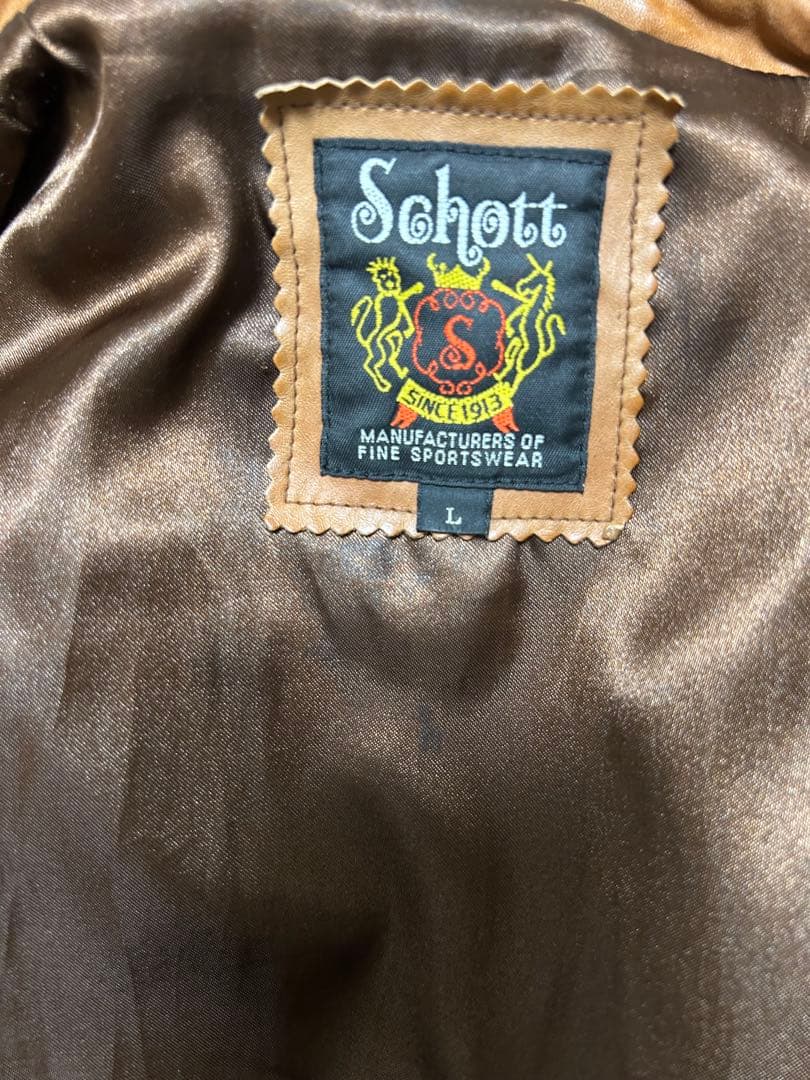 Schott
S
SINCE 1913
MANUFACTURERS OF
FINE SPORTSWEAR
L